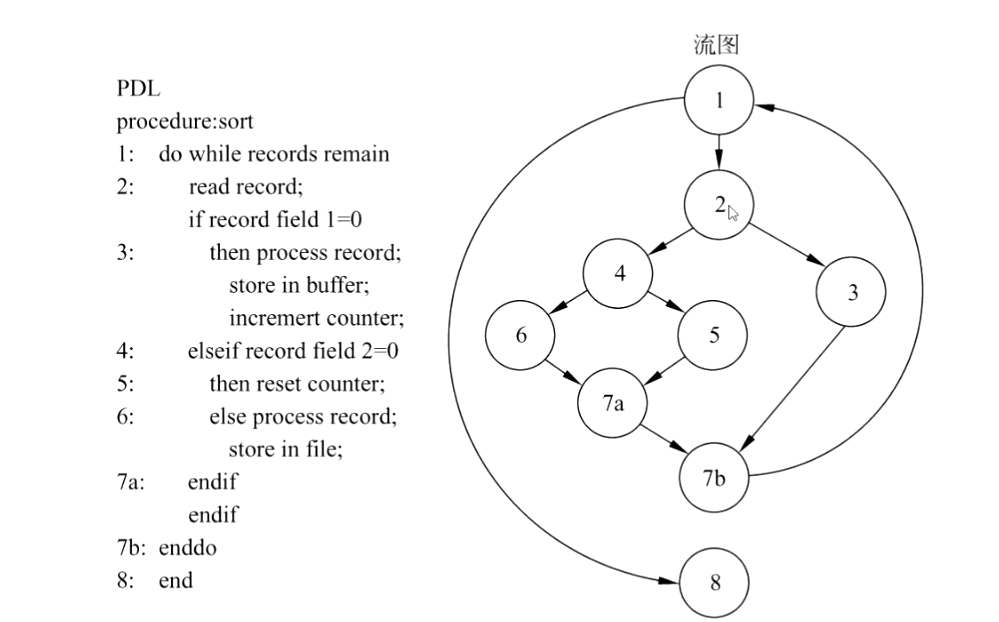 PDL
procedure:sort
1: do while records remain
2: read record;
if record field 1=0
3: then process record;
store in buffer;
incremert counter;
4: elseif record field 2=0
5: then reset counter;
6: else process record;
store in file;
7a: endif
endif
7b: enddo
8: end
流图
1
2
4
3
6
5
7a
7b
8